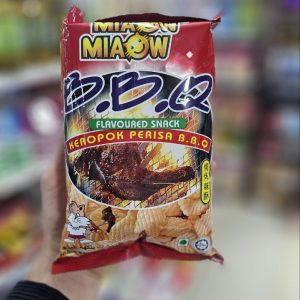 MIAOW
MIAOW
B.B.Q
FLAVOURED SNACK
KEROPOK PERISA B.B.Q